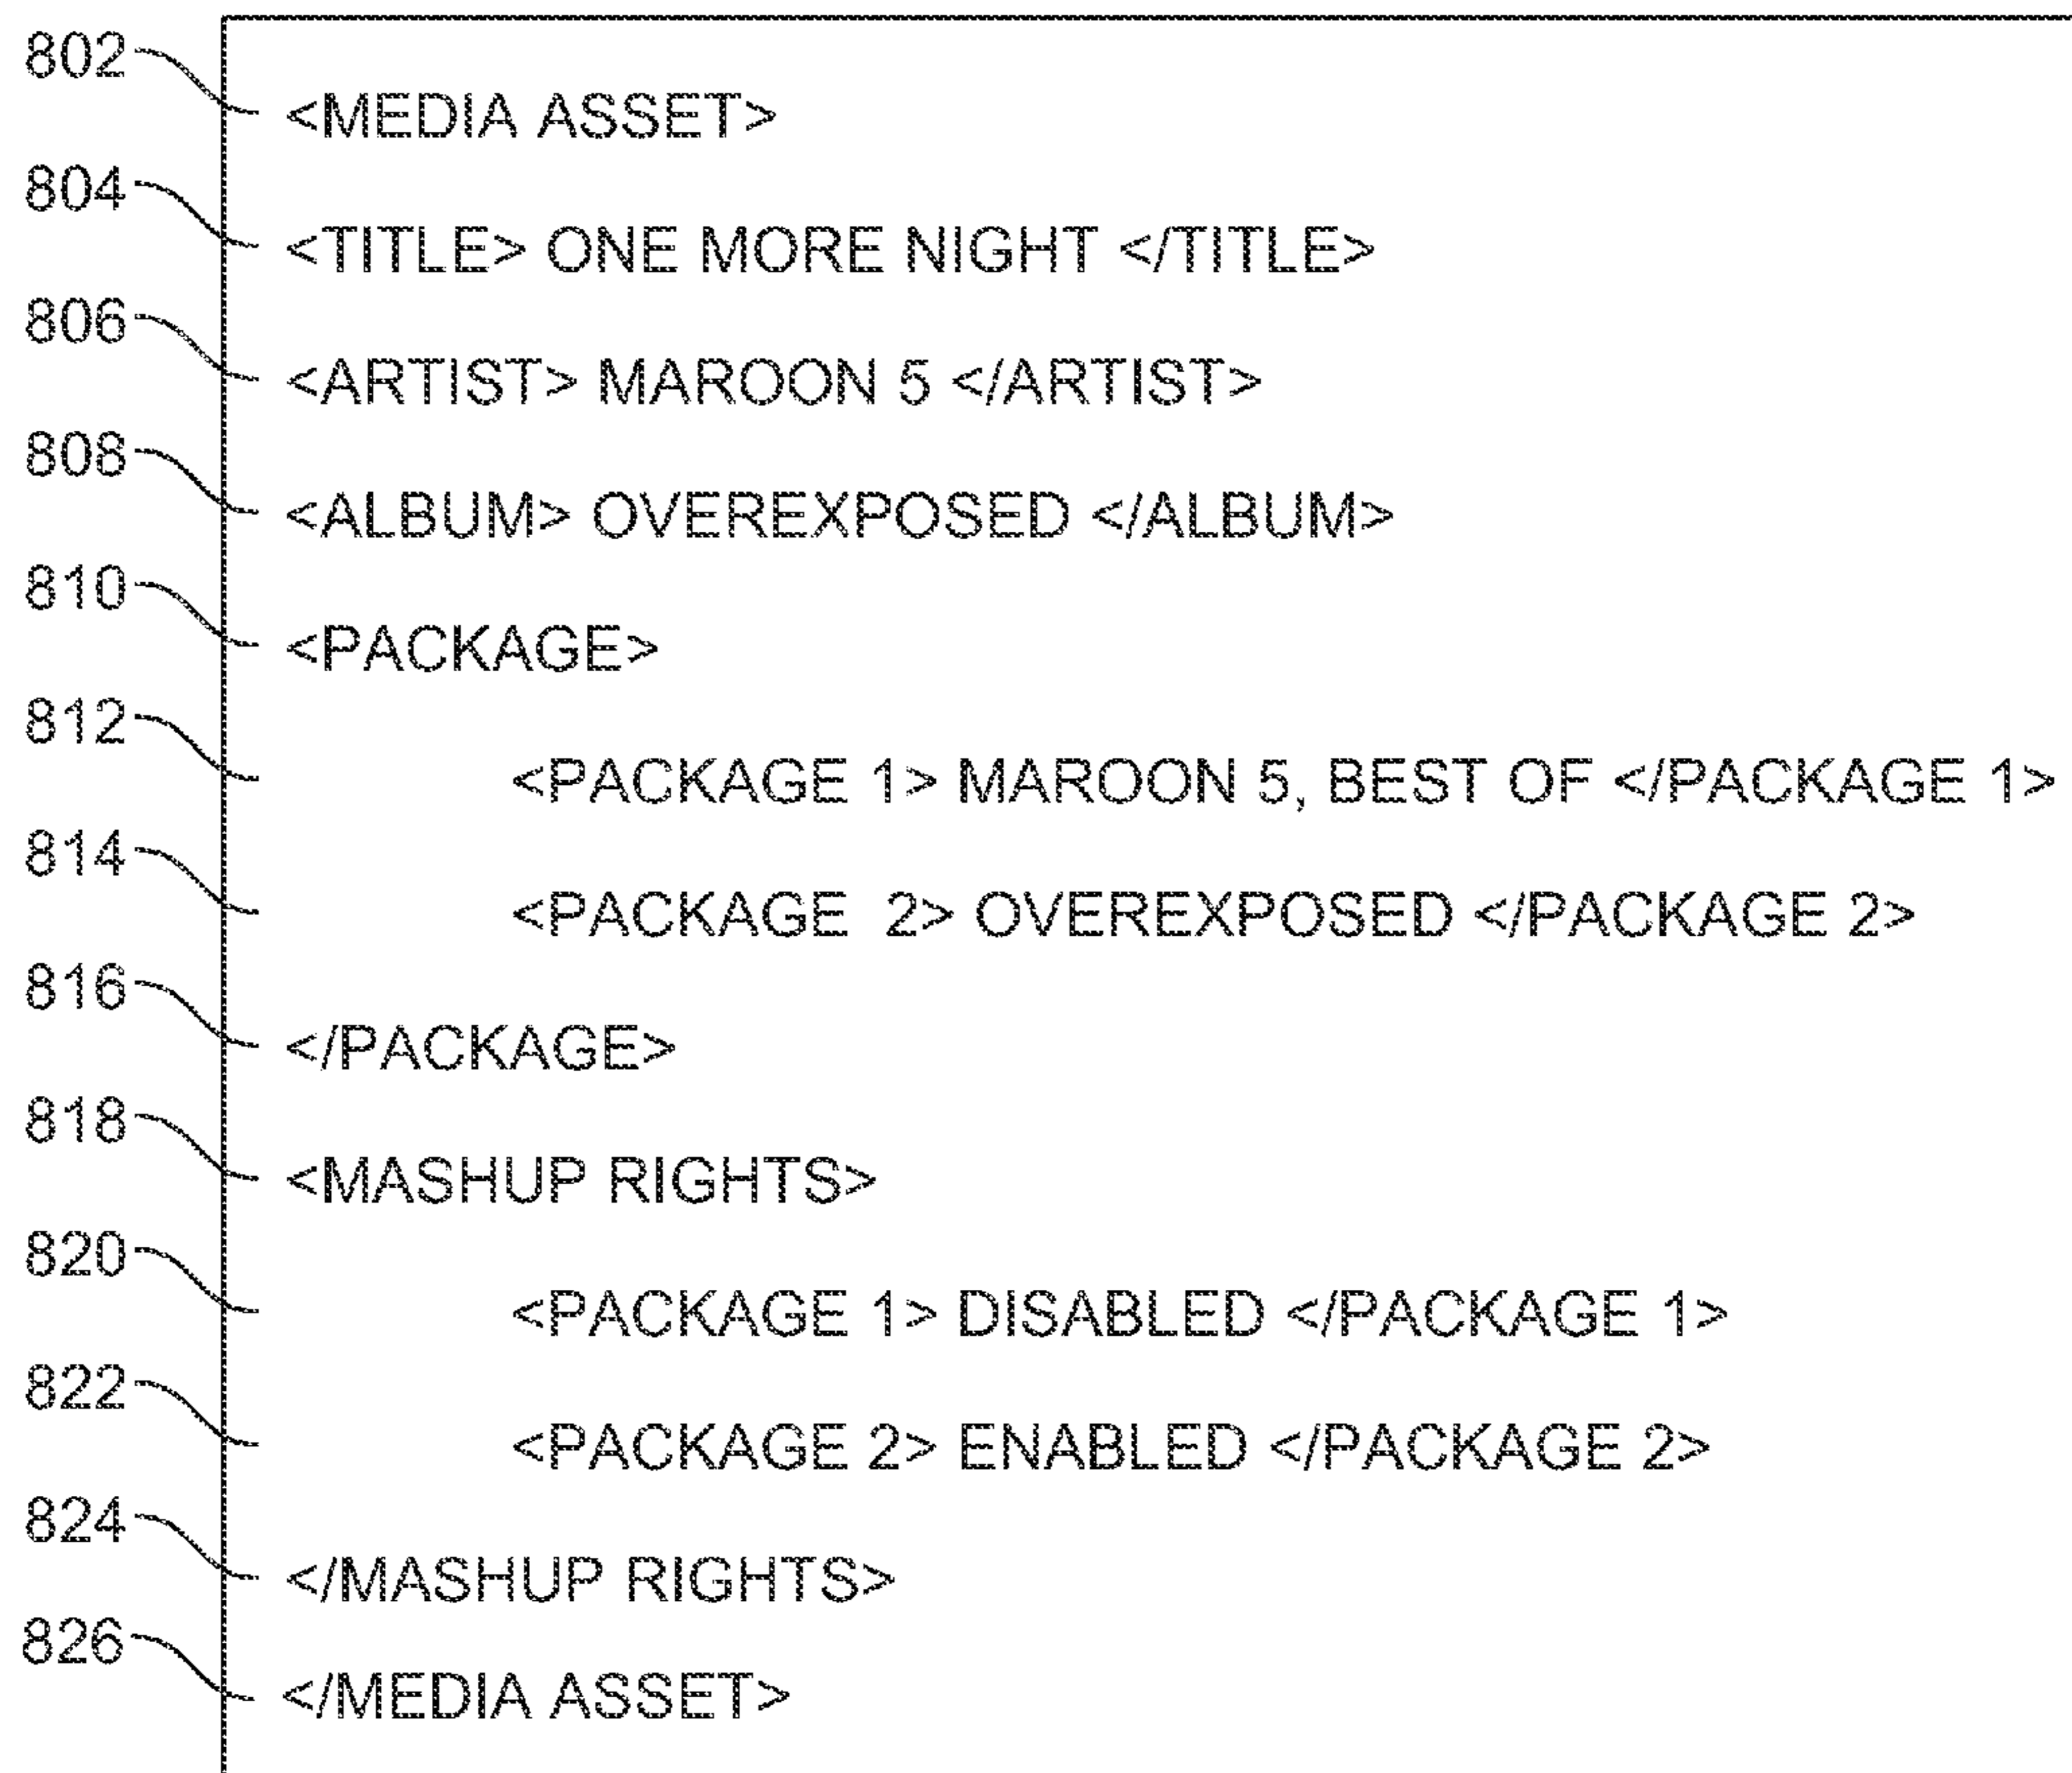 802
<MEDIA ASSET>
804
<TITLE> ONE MORE NIGHT </TITLE>
806
<ARTIST> MAROON 5 </ARTIST>
808
<ALBUM> OVEREXPOSED </ALBUM>
810
<PACKAGE>
812
<PACKAGE 1> MAROON 5, BEST OF </PACKAGE 1>
814
<PACKAGE 2> OVEREXPOSED </PACKAGE 2>
816
</PACKAGE>
818
<MASHUP RIGHTS>
820
<PACKAGE 1> DISABLED </PACKAGE 1>
822
<PACKAGE 2> ENABLED </PACKAGE 2>
824
</MASHUP RIGHTS>
826
</MEDIA ASSET>